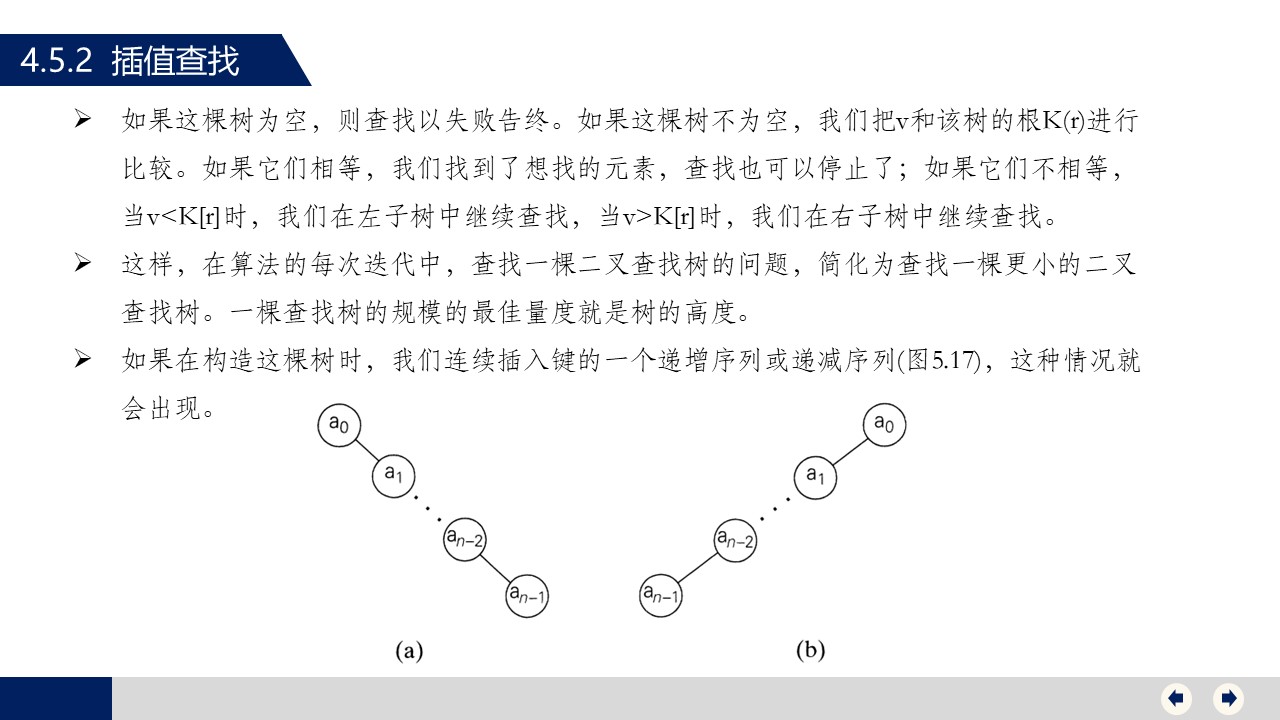 4.5.2 插值查找
➢ 如果这棵树为空，则查找以失败告终。如果这棵树不为空，我们把v和该树的根K(r)进行
比较。如果它们相等，我们找到了想找的元素，查找也可以停止了；如果它们不相等，
当v<K[r]时，我们在左子树中继续查找，当v>K[r]时，我们在右子树中继续查找。
➢ 这样，在算法的每次迭代中，查找一棵二叉查找树的问题，简化为查找一棵更小的二叉
查找树。一棵查找树的规模的最佳量度就是树的高度。
➢ 如果在构造这棵树时，我们连续插入键的一个递增序列或递减序列(图5.17)，这种情况就
会出现。
a0
a1
an−2
an−1
(a)
a0
a1
an−2
an−1
(b)